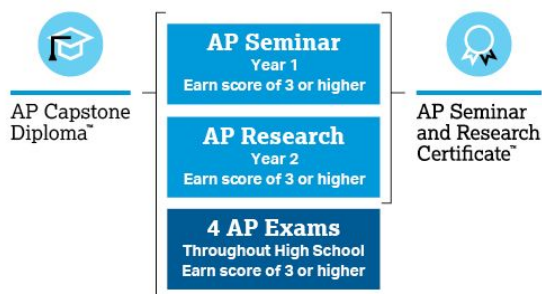 AP Capstone
Diploma™
AP Seminar
Year 1
Earn score of 3 or higher
AP Research
Year 2
Earn score of 3 or higher
4 AP Exams
Throughout High School
Earn score of 3 or higher
AP Seminar
and Research
Certificate™